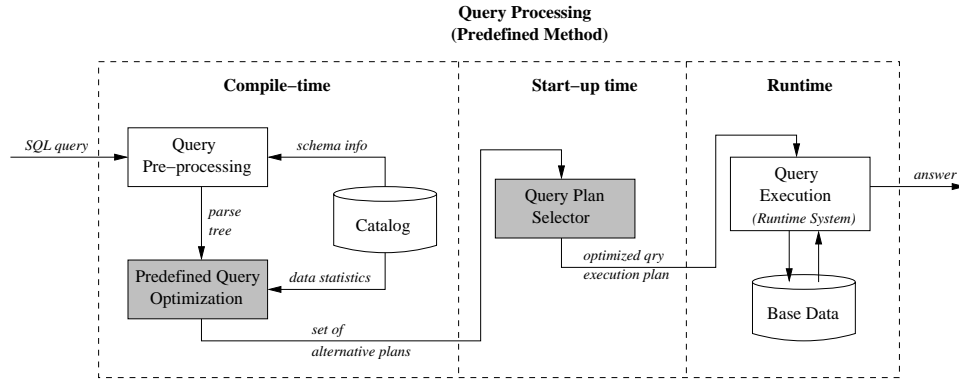 Query Processing
(Predefined Method)
Compile−time
Start−up time
Runtime
SQL query
Query
Pre−processing
schema info
Catalog
parse
tree
Predefined Query
Optimization
data statistics
set of
alternative plans
Query Plan
Selector
optimized qry
execution plan
Query
Execution
(Runtime System)
answer
Base Data